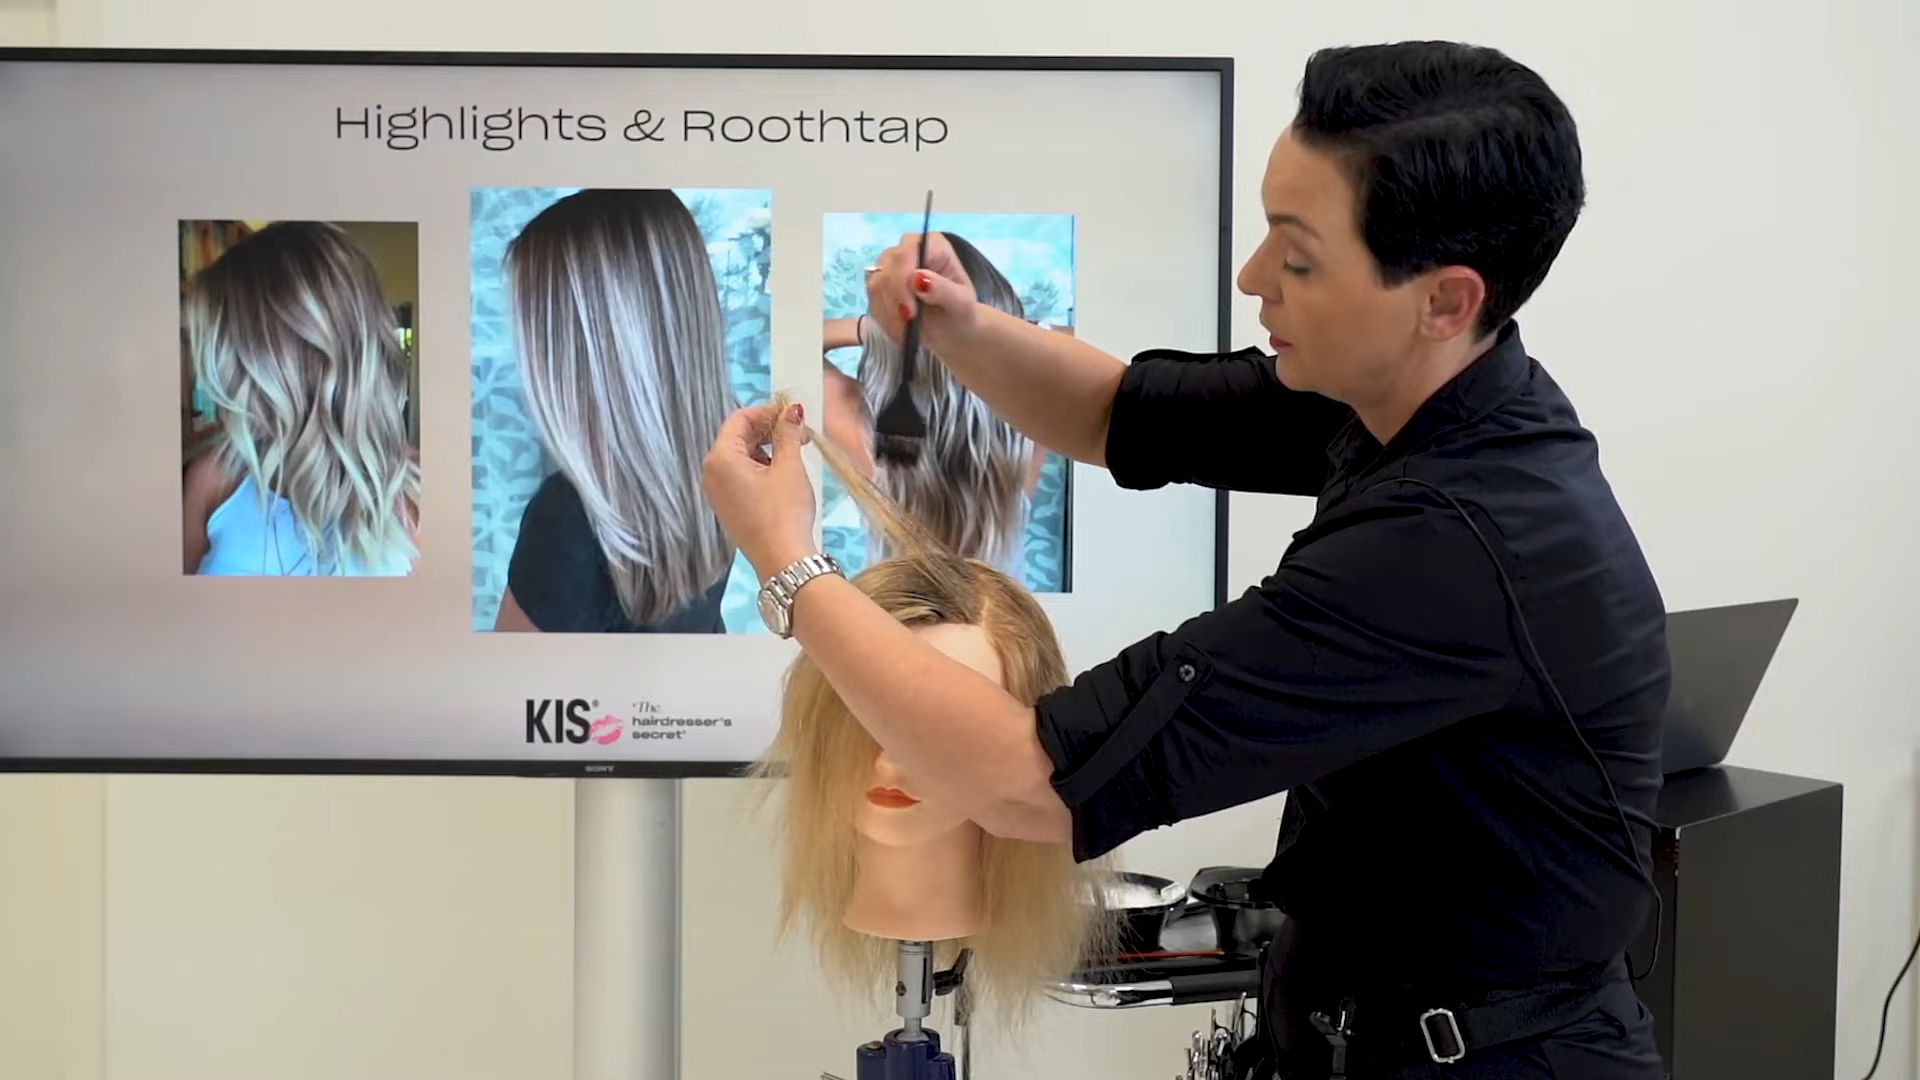 Highlights & Roothtap
KIS®
'The
hairdresser's
secret'
SONY